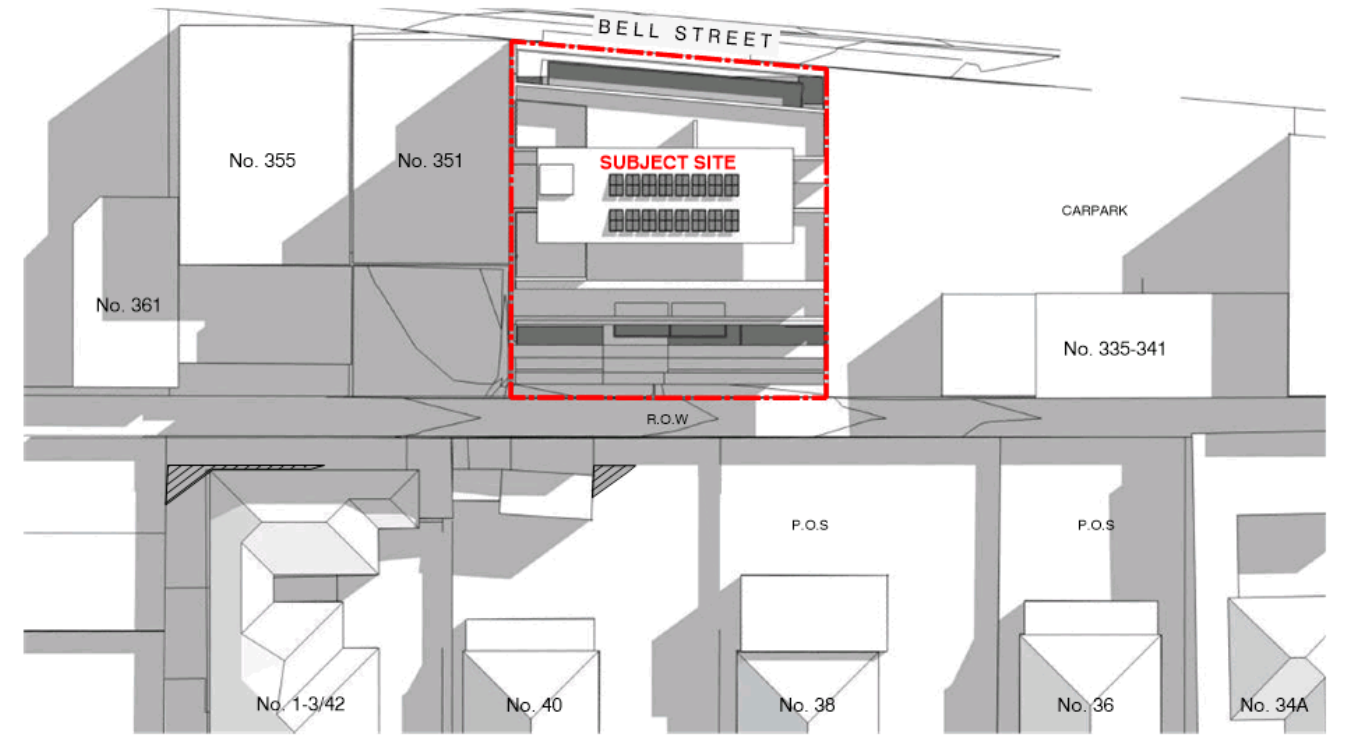 BELL STREET
No. 355
No. 351
SUBJECT SITE
CARPARK
No. 361
No. 335-341
R.O.W
P.O.S
P.O.S
No. 1-3/42
No. 40
No. 38
No. 36
No. 34A